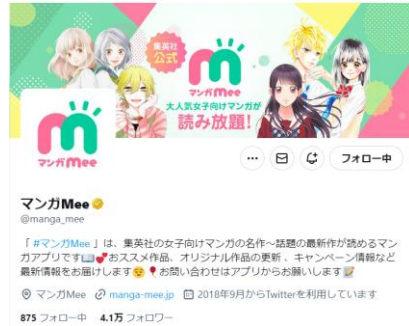 集英社
公式
マンガMee
大人気女子向けマンガが
読み放題!
マンガMee
フォロー中
マンガMee
@manga_mee
「 #マンガMee 」は、集英社の女子向けマンガの名作～話題の最新作が読めるマン
ガアプリです📖💕おススメ作品、オリジナル作品の更新 、キャンペーン情報など
最新情報をお届けします😉🎈お問い合わせはアプリからお願いします📝
マンガMee manga-mee.jp 2018年9月からTwitterを利用しています
875 フォロー中 4.1万 フォロワー